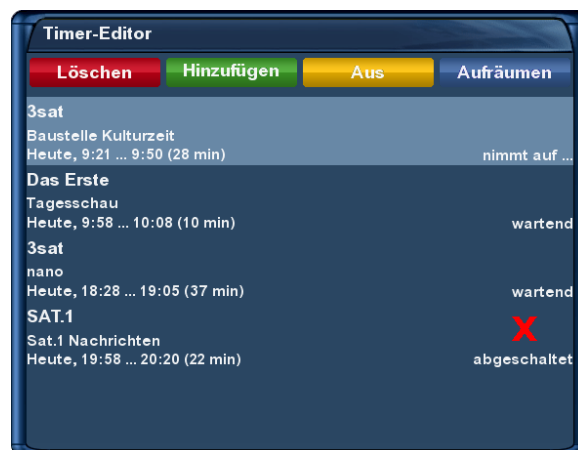 Timer-Editor
Löschen Hinzufügen Aus Aufräumen
3sat
Baustelle Kulturzeit
Heute, 9:21 ... 9:50 (28 min) nimmt auf ...
Das Erste
Tagesschau
Heute, 9:58 ... 10:08 (10 min) wartend
3sat
nano
Heute, 18:28 ... 19:05 (37 min) wartend
SAT.1
X
Sat.1 Nachrichten
Heute, 19:58 ... 20:20 (22 min) abgeschaltet